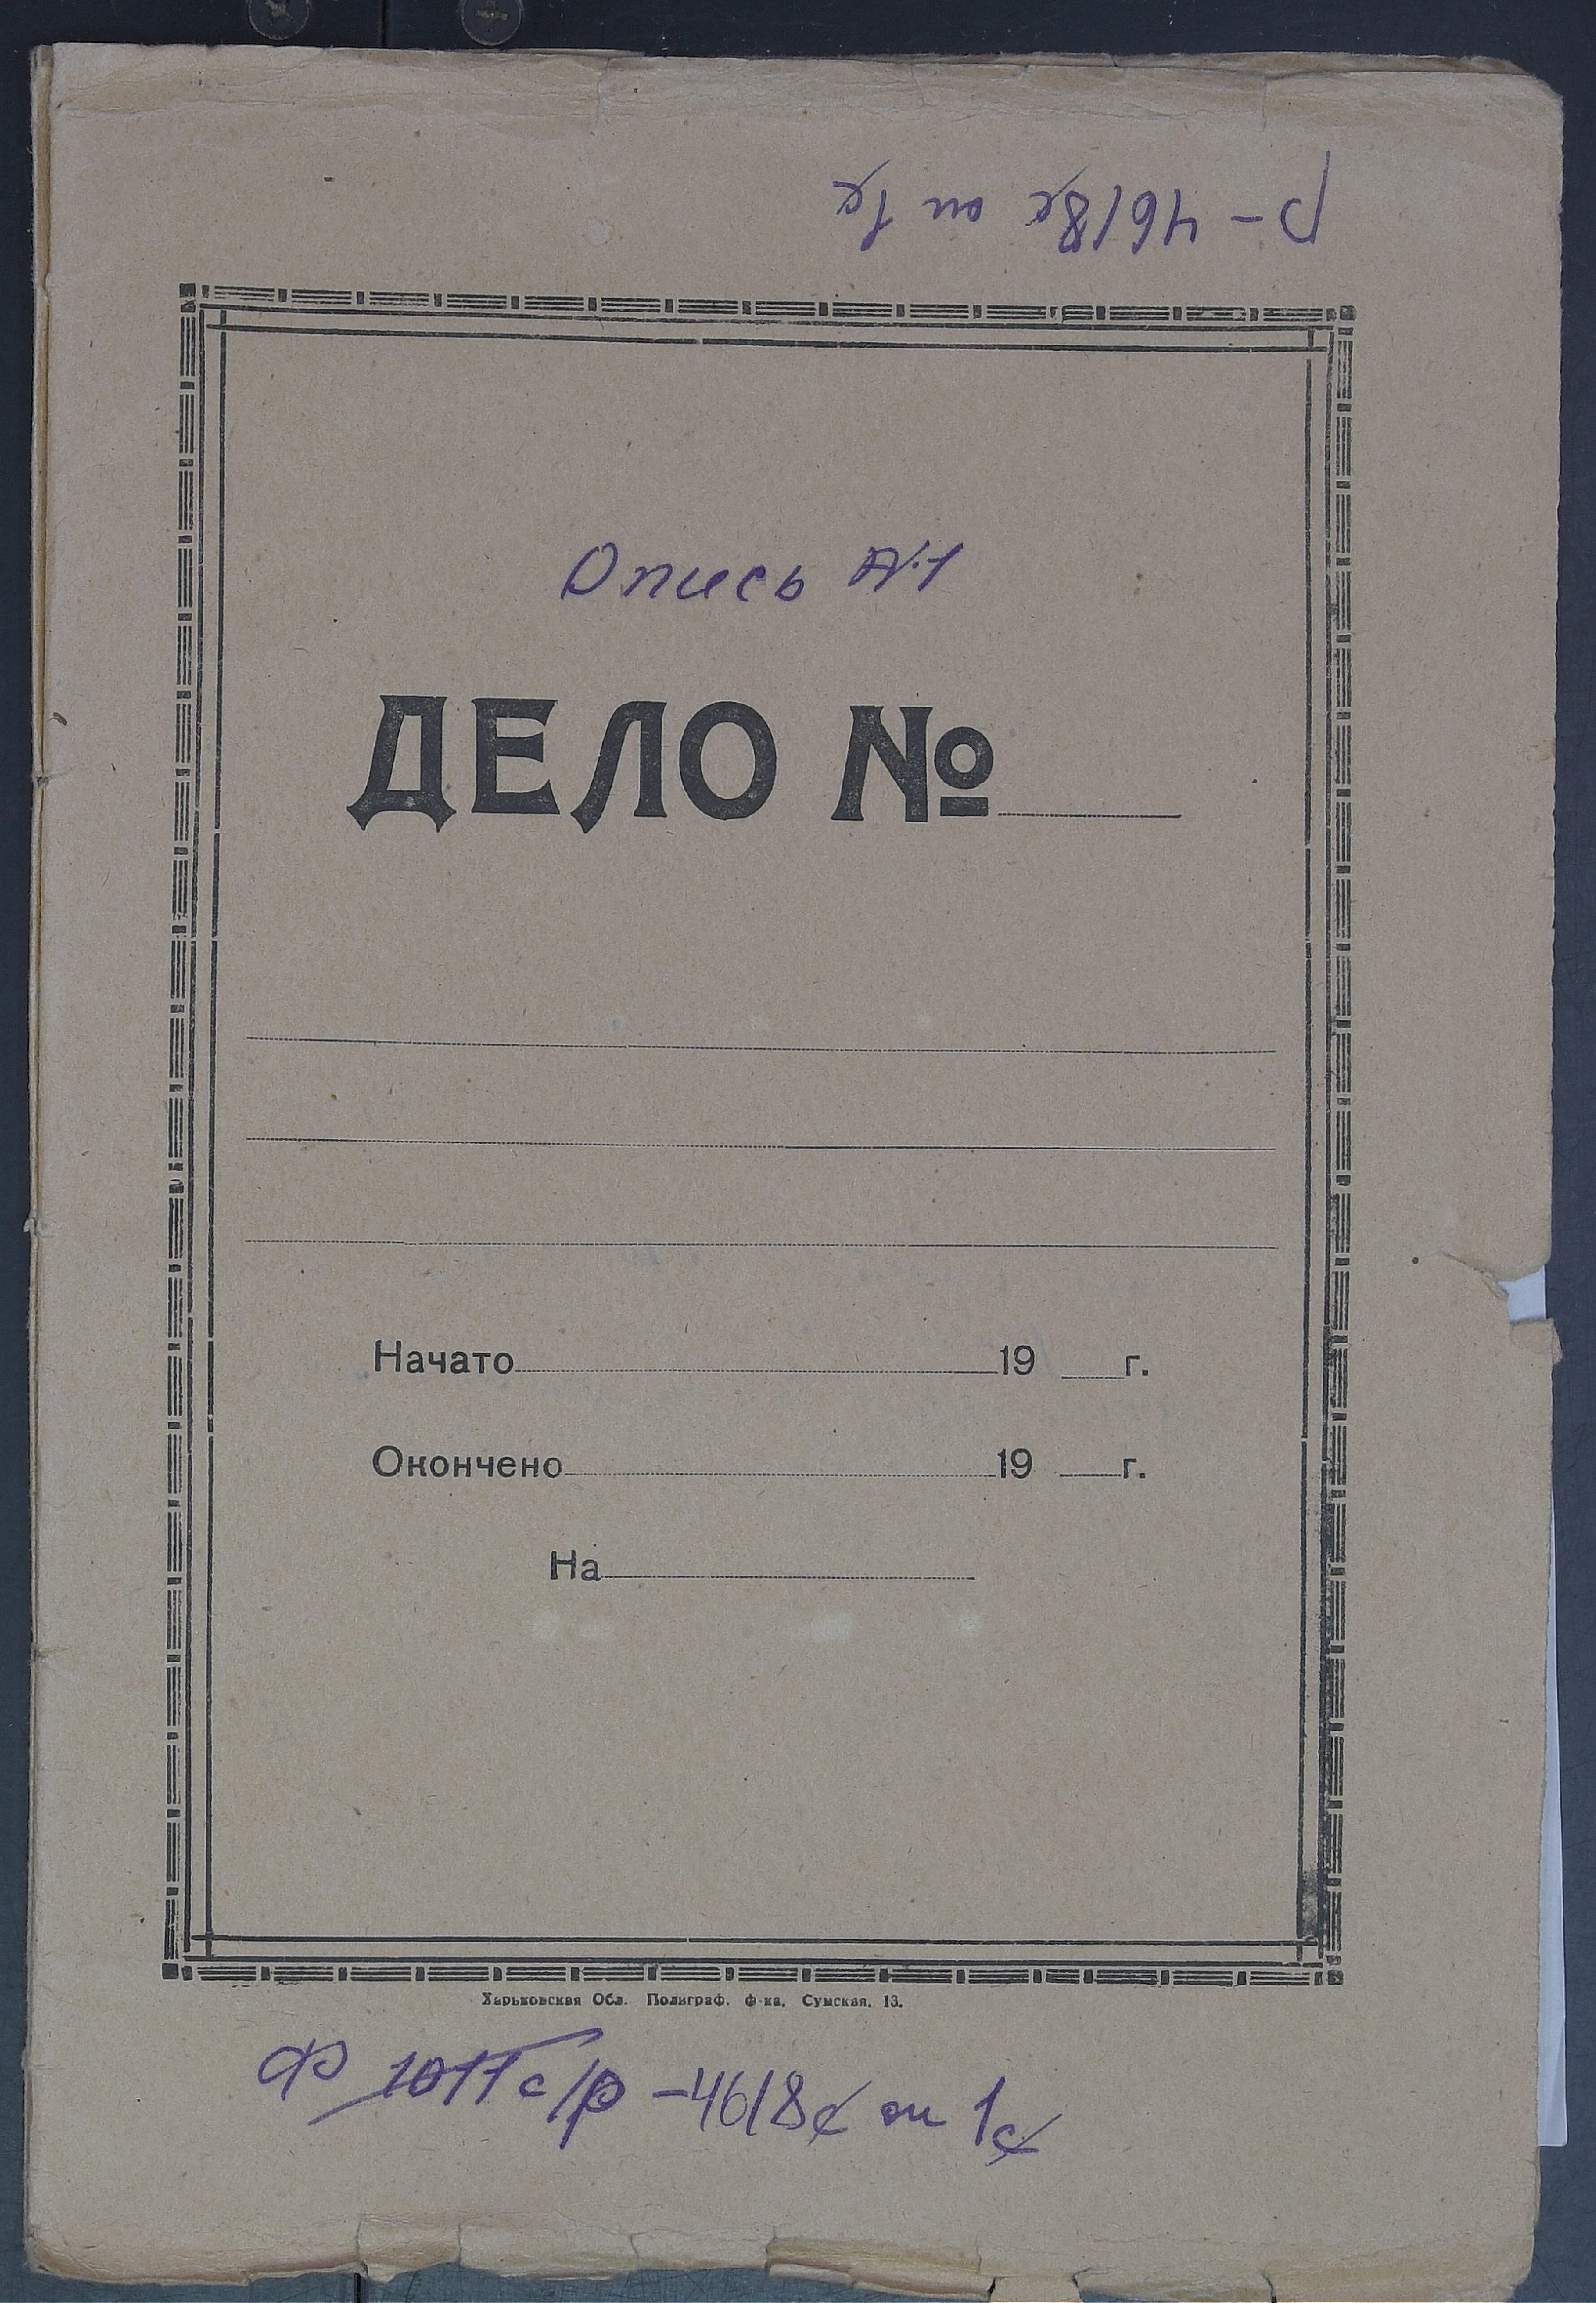 р-4618с оп 1с
Опись №1
ДЕЛО №
Начато 19 г.
Окончено 19 г.
На
Харьковская Обл. Полиграф. ф-ка, Сумская, 13.
Ф 1017с/р-4618с оп 1с